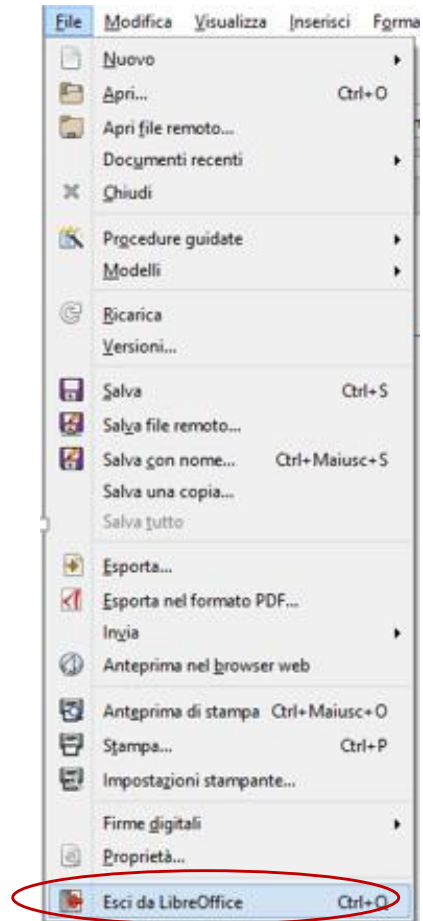 File Modifica Visualizza Inserisci Forma
Nuovo
Apri... Ctrl+O
Apri file remoto...
Documenti recenti
Chiudi
Procedure guidate
Modelli
Ricarica
Versioni...
Salva Ctrl+S
Salva file remoto...
Salva con nome... Ctrl+Maiusc+S
Salva una copia...
Salva tutto
Esporta...
Esporta nel formato PDF...
Invia
Anteprima nel browser web
Anteprima di stampa Ctrl+Maiusc+O
Stampa... Ctrl+P
Impostazioni stampante...
Firme digitali
Proprietà...
Esci da LibreOffice Ctrl+Q